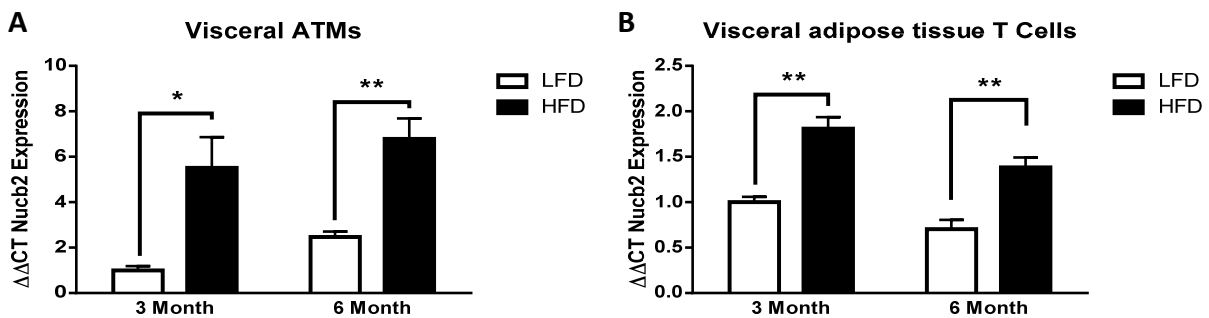 A
Visceral ATMs
ΔΔCT Nucb2 Expression
10
8
6
4
2
0
*
**
3 Month
6 Month
LFD
HFD
B
Visceral adipose tissue T Cells
ΔΔCT Nucb2 Expression
2.5
2.0
1.5
1.0
0.5
0.0
**
**
3 Month
6 Month
LFD
HFD